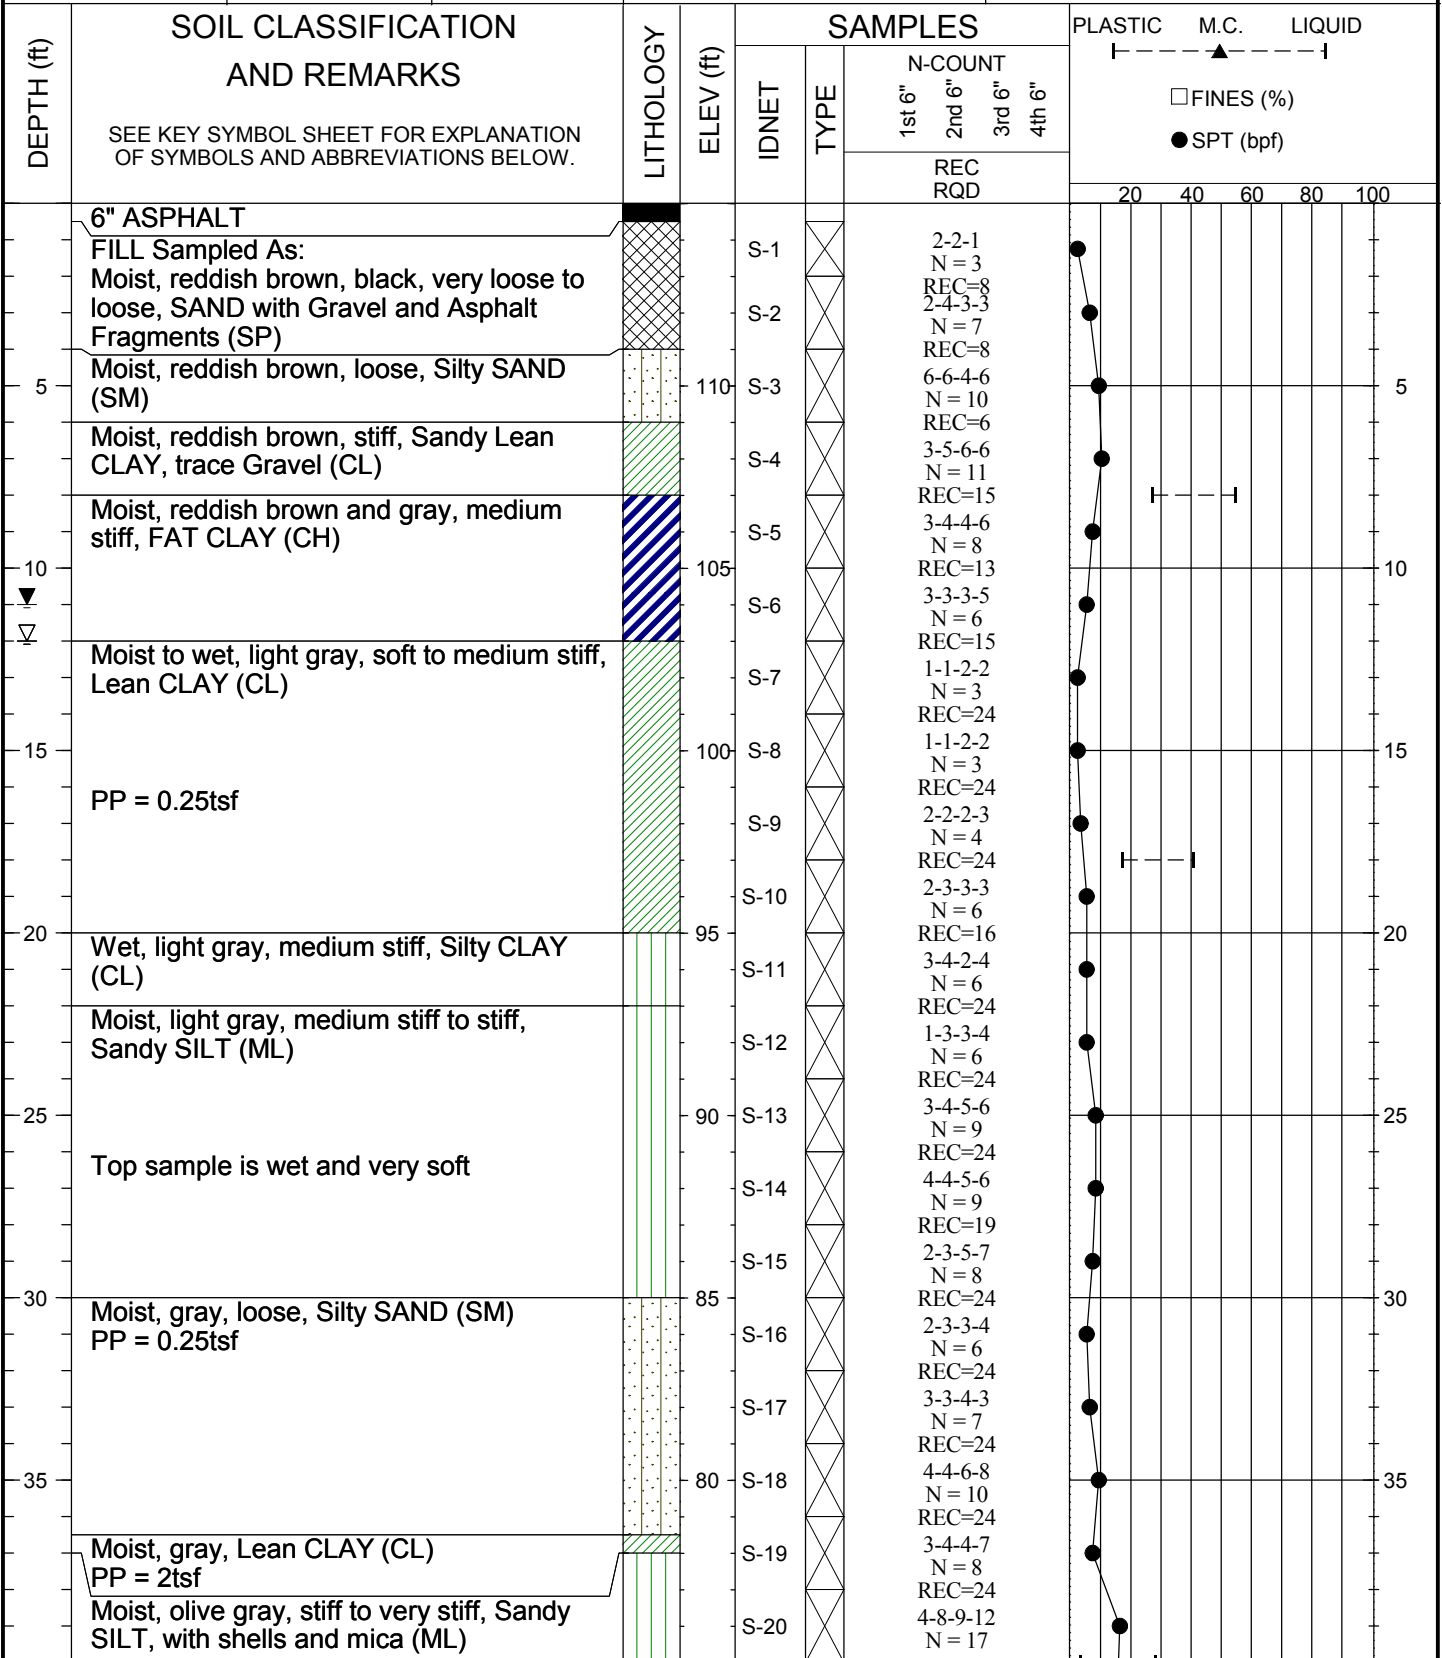 SOIL CLASSIFICATION
AND REMARKS
SEE KEY SYMBOL SHEET FOR EXPLANATION
OF SYMBOLS AND ABBREVIATIONS BELOW.
DEPTH (ft)
LITHOLOGY
ELEV (ft)
SAMPLES
IDNET
TYPE
N-COUNT
1st 6"
2nd 6"
3rd 6"
4th 6"
REC
RQD
PLASTIC M.C. LIQUID
FINES (%)
SPT (bpf)
20 40 60 80 100
6" ASPHALT
FILL Sampled As:
Moist, reddish brown, black, very loose to
loose, SAND with Gravel and Asphalt
Fragments (SP)
S-1
2-2-1
N = 3
REC=8
S-2
2-4-3-3
N = 7
REC=8
Moist, reddish brown, loose, Silty SAND
(SM)
5
110
S-3
6-6-4-6
N = 10
REC=6
5
Moist, reddish brown, stiff, Sandy Lean
CLAY, trace Gravel (CL)
S-4
3-5-6-6
N = 11
REC=15
Moist, reddish brown and gray, medium
stiff, FAT CLAY (CH)
S-5
3-4-4-6
N = 8
REC=13
10
105
10
S-6
3-3-3-5
N = 6
REC=15
Moist to wet, light gray, soft to medium stiff,
Lean CLAY (CL)
S-7
1-1-2-2
N = 3
REC=24
15
100
S-8
1-1-2-2
N = 3
REC=24
15
PP = 0.25tsf
S-9
2-2-2-3
N = 4
REC=24
S-10
2-3-3-3
N = 6
REC=16
20
95
20
Wet, light gray, medium stiff, Silty CLAY
(CL)
S-11
3-4-2-4
N = 6
REC=24
Moist, light gray, medium stiff to stiff,
Sandy SILT (ML)
S-12
1-3-3-4
N = 6
REC=24
25
90
S-13
3-4-5-6
N = 9
REC=24
25
Top sample is wet and very soft
S-14
4-4-5-6
N = 9
REC=19
S-15
2-3-5-7
N = 8
REC=24
30
85
30
Moist, gray, loose, Silty SAND (SM)
PP = 0.25tsf
S-16
2-3-3-4
N = 6
REC=24
S-17
3-3-4-3
N = 7
REC=24
35
80
S-18
4-4-6-8
N = 10
REC=24
35
Moist, gray, Lean CLAY (CL)
PP = 2tsf
S-19
3-4-4-7
N = 8
REC=24
Moist, olive gray, stiff to very stiff, Sandy
SILT, with shells and mica (ML)
S-20
4-8-9-12
N = 17